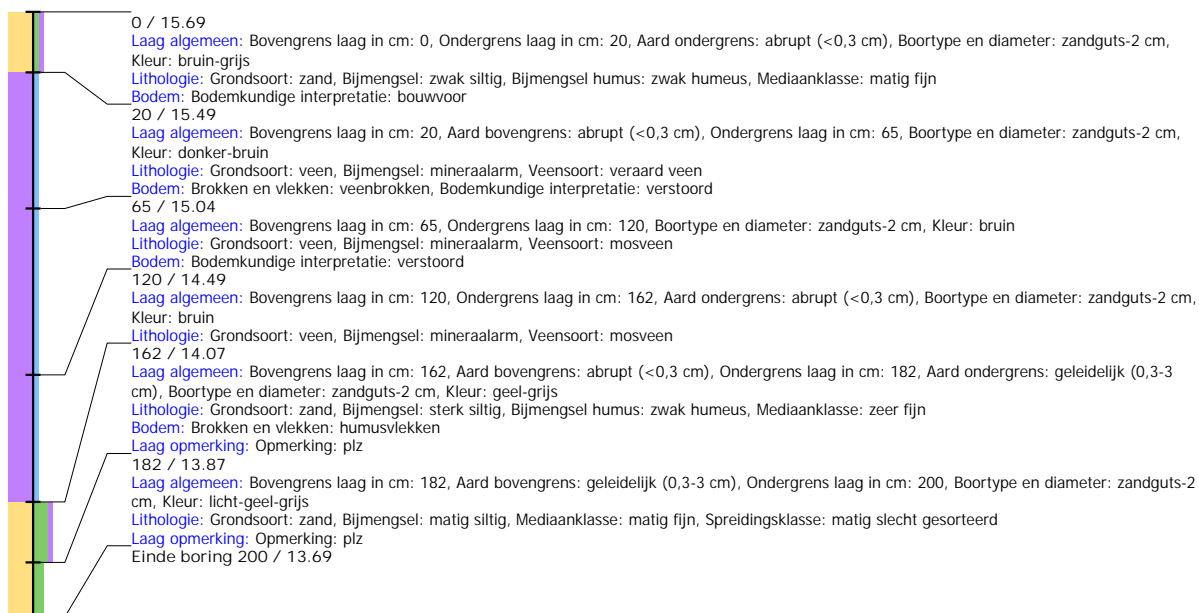 0 / 15.69
Laag algemeen: Bovengrens laag in cm: 0, Ondergrens laag in cm: 20, Aard ondergrens: abrupt (<0,3 cm), Boortype en diameter: zandguts-2 cm,
Kleur: bruin-grijs
Lithologie: Grondsoort: zand, Bijmengsel: zwak siltig, Bijmengsel humus: zwak humeus, Mediaanklasse: matig fijn
Bodem: Bodemkundige interpretatie: bouwvoor
20 / 15.49
Laag algemeen: Bovengrens laag in cm: 20, Aard bovengrens: abrupt (<0,3 cm), Ondergrens laag in cm: 65, Boortype en diameter: zandguts-2 cm,
Kleur: donker-bruin
Lithologie: Grondsoort: veen, Bijmengsel: mineraalarm, Veensoort: veraard veen
Bodem: Brokken en vlekken: veenbrokken, Bodemkundige interpretatie: verstoord
65 / 15.04
Laag algemeen: Bovengrens laag in cm: 65, Ondergrens laag in cm: 120, Boortype en diameter: zandguts-2 cm, Kleur: bruin
Lithologie: Grondsoort: veen, Bijmengsel: mineraalarm, Veensoort: mosveen
Bodem: Bodemkundige interpretatie: verstoord
120 / 14.49
Laag algemeen: Bovengrens laag in cm: 120, Ondergrens laag in cm: 162, Aard ondergrens: abrupt (<0,3 cm), Boortype en diameter: zandguts-2 cm,
Kleur: bruin
Lithologie: Grondsoort: veen, Bijmengsel: mineraalarm, Veensoort: mosveen
162 / 14.07
Laag algemeen: Bovengrens laag in cm: 162, Aard bovengrens: abrupt (<0,3 cm), Ondergrens laag in cm: 182, Aard ondergrens: geleidelijk (0,3-3
cm), Boortype en diameter: zandguts-2 cm, Kleur: geel-grijs
Lithologie: Grondsoort: zand, Bijmengsel: sterk siltig, Bijmengsel humus: zwak humeus, Mediaanklasse: zeer fijn
Bodem: Brokken en vlekken: humusvlekken
Laag opmerking: Opmerking: plz
182 / 13.87
Laag algemeen: Bovengrens laag in cm: 182, Aard bovengrens: geleidelijk (0,3-3 cm), Ondergrens laag in cm: 200, Boortype en diameter: zandguts-2
cm, Kleur: licht-geel-grijs
Lithologie: Grondsoort: zand, Bijmengsel: matig siltig, Mediaanklasse: matig fijn, Spreidingsklasse: matig slecht gesorteerd
Laag opmerking: Opmerking: plz
Einde boring 200 / 13.69